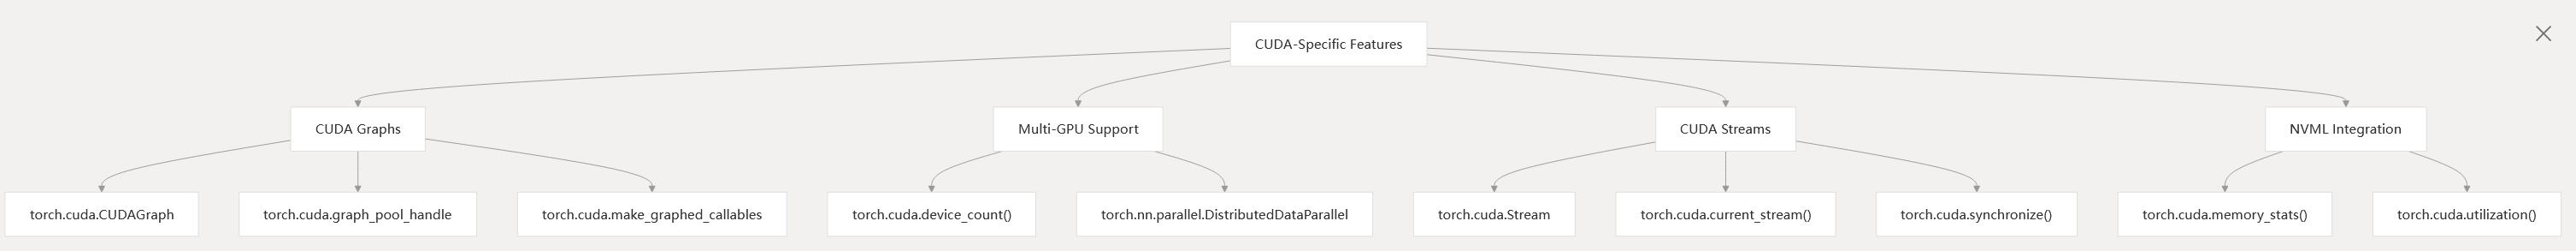 CUDA-Specific Features
CUDA Graphs
Multi-GPU Support
CUDA Streams
NVML Integration
torch.cuda.CUDAGraph
torch.cuda.graph_pool_handle
torch.cuda.make_graphed_callables
torch.cuda.device_count()
torch.nn.parallel.DistributedDataParallel
torch.cuda.Stream
torch.cuda.current_stream()
torch.cuda.synchronize()
torch.cuda.memory_stats()
torch.cuda.utilization()